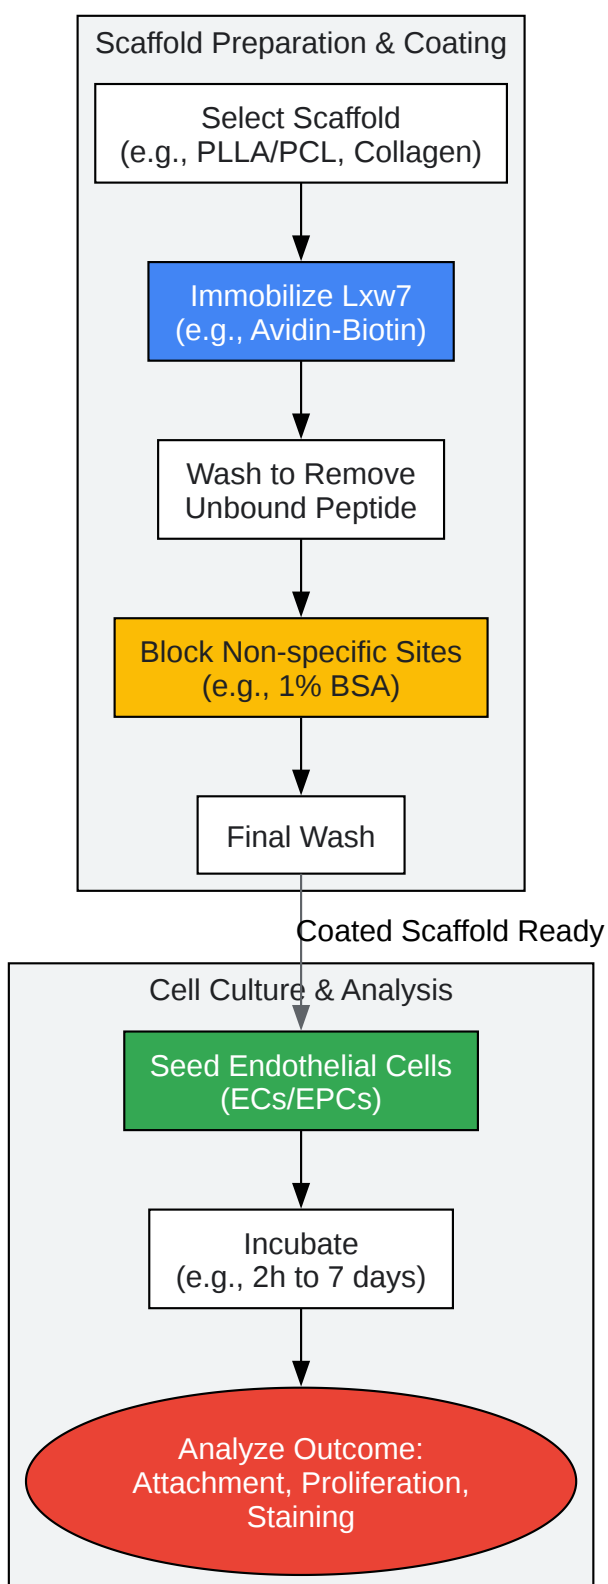 Scaffold Preparation & Coating
Select Scaffold
(e.g., PLLA/PCL, Collagen)
Immobilize Lxw7
(e.g., Avidin-Biotin)
Wash to Remove
Unbound Peptide
Block Non-specific Sites
(e.g., 1% BSA)
Final Wash
Coated Scaffold Ready
Cell Culture & Analysis
Seed Endothelial Cells
(ECs/EPCs)
Incubate
(e.g., 2h to 7 days)
Analyze Outcome:
Attachment, Proliferation,
Staining